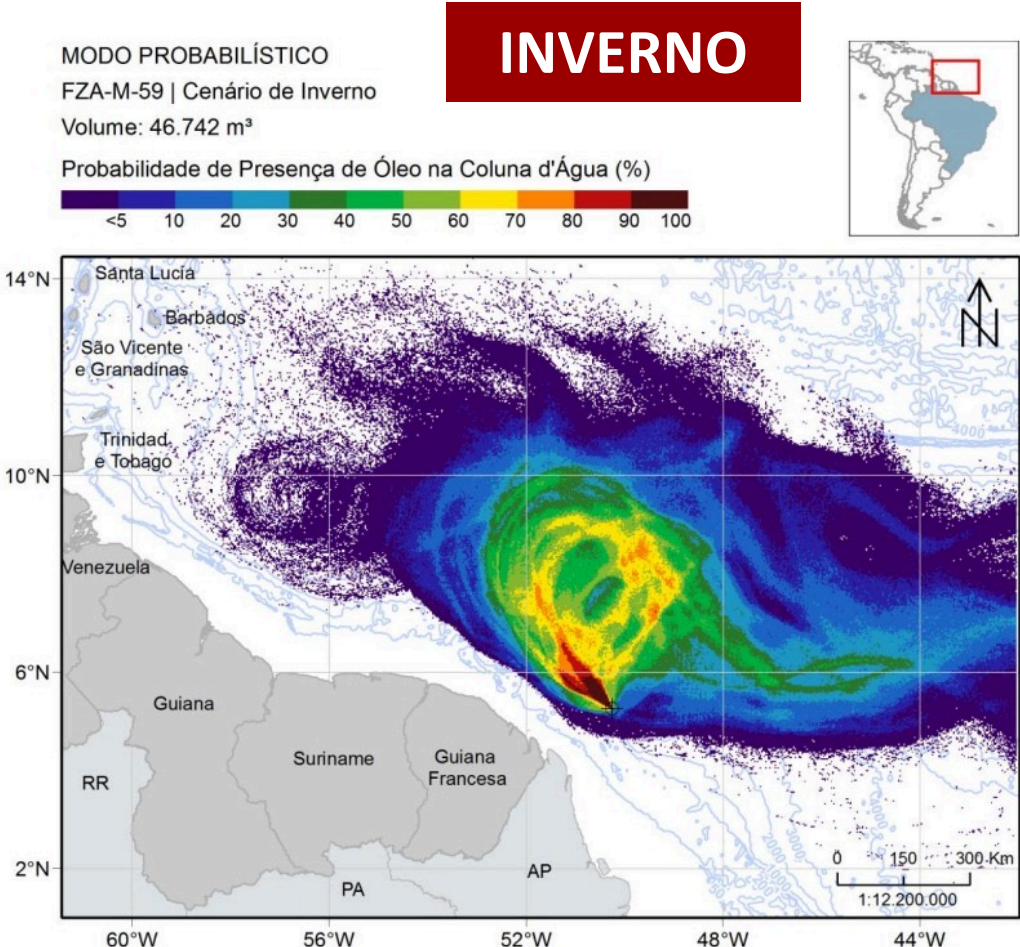 INVERNO
MODO PROBABILÍSTICO
FZA-M-59 | Cenário de Inverno
Volume: 46.742 m³
Probabilidade de Presença de Óleo na Coluna d'Água (%)
<5 10 20 30 40 50 60 70 80 90 100
14°N
Santa Lucía
Barbados
N
São Vicente
e Granadinas
4000
Trinidad
e Tobago
10°N
Venezuela
6°N
Guiana
Suriname
Guiana
Francesa
RR
0 150 300 Km
2°N
AP
PA
1:12.200.000
60°W 56°W 52°W 48°W 44°W